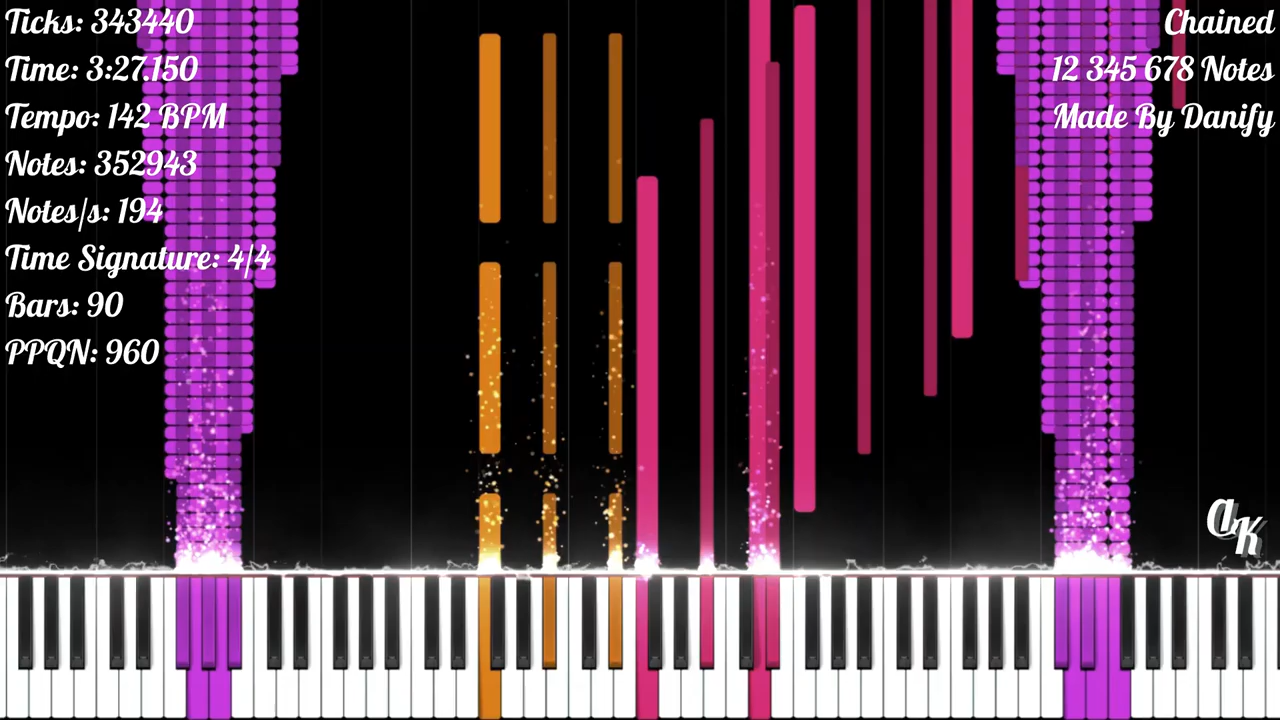 Ticks: 343440
Time: 3:27.150
Tempo: 142 BPM
Notes: 352943
Notes/s: 194
Time Signature: 4/4
Bars: 90
PPQN: 960
Chained
12 345 678 Notes
Made By Danify
aK